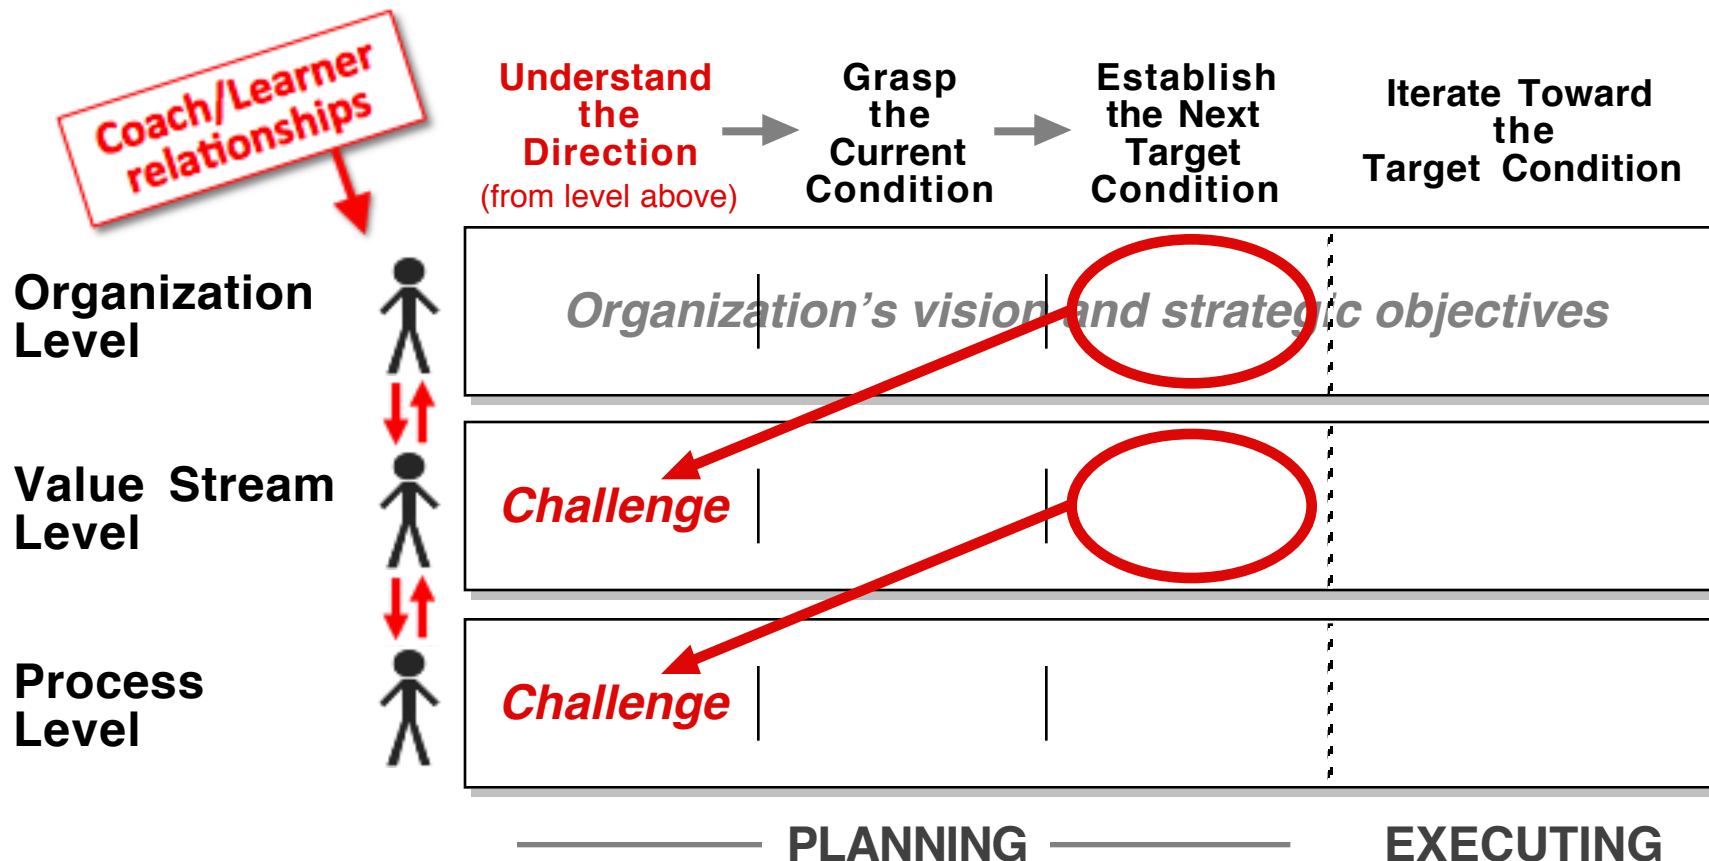 Coach/Learner
relationships
Understand
the
Direction
(from level above)
Grasp
the
Current
Condition
Establish
the Next
Target
Condition
Iterate Toward
the
Target Condition
Organization
Level
Organization's vision and strategic objectives
Value Stream
Level
Challenge
Process
Level
Challenge
PLANNING
EXECUTING